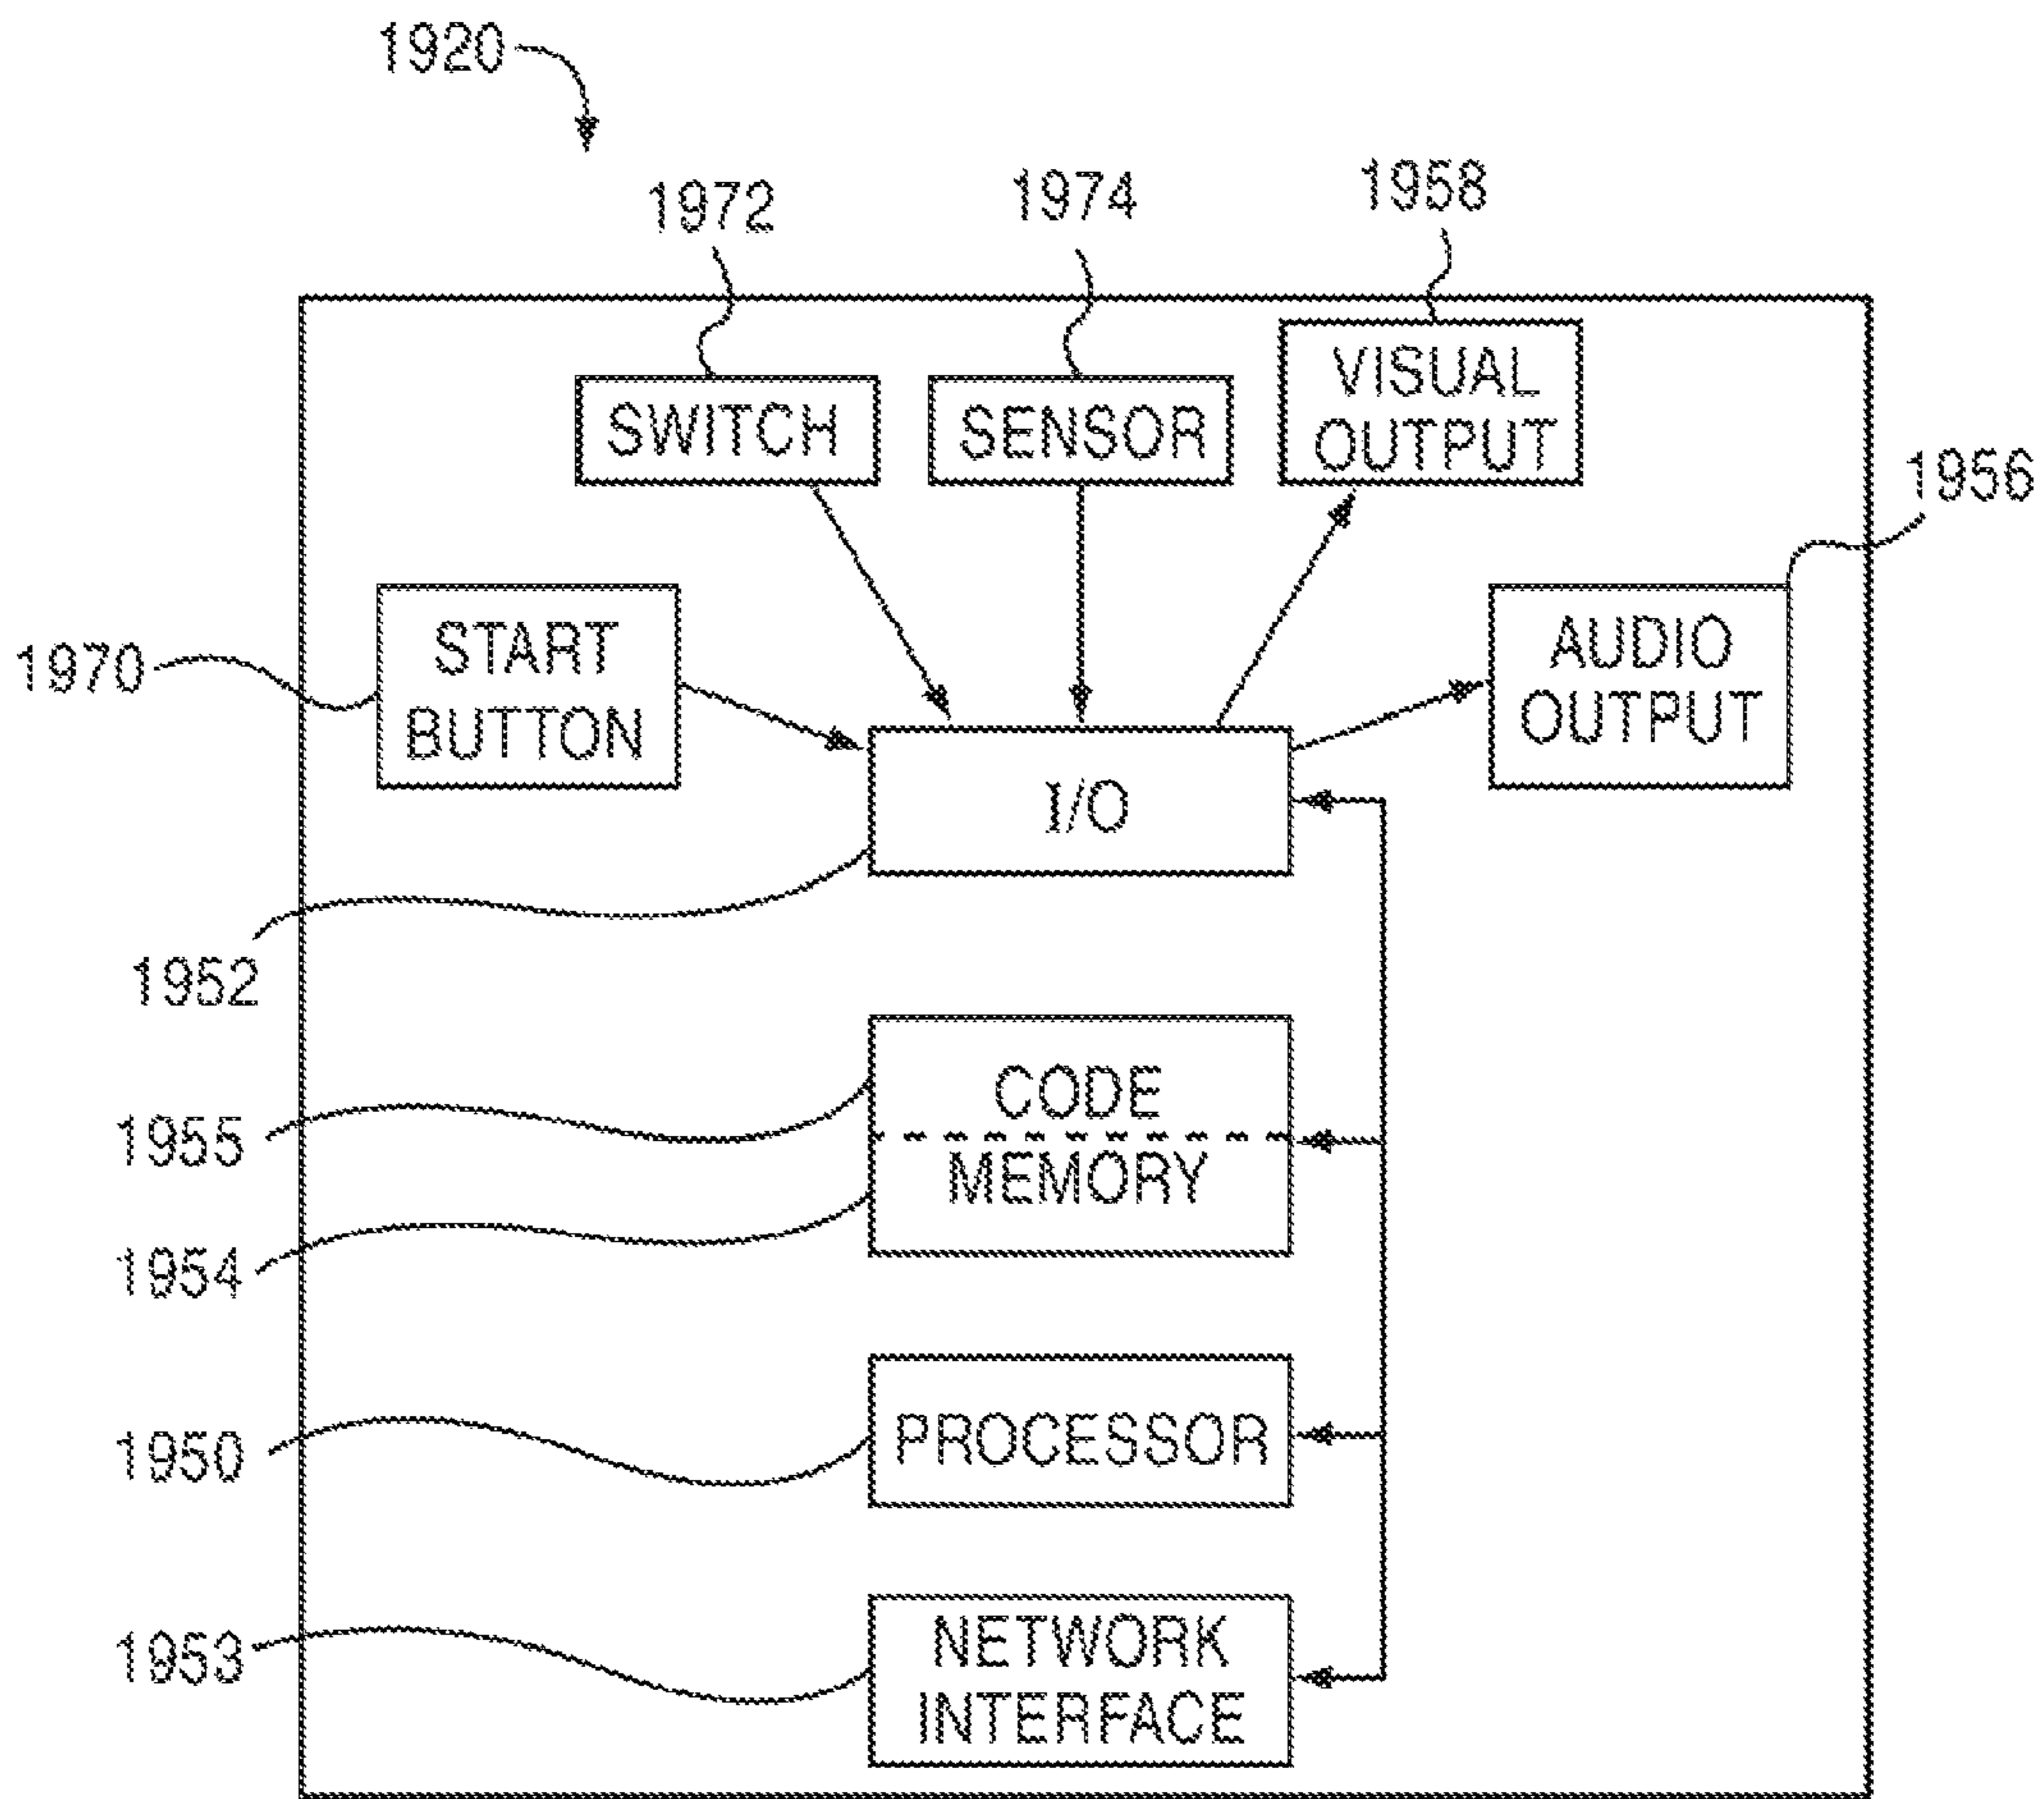 1920
1972
1974
1958
SWITCH
SENSOR
VISUAL
OUTPUT
1956
1970
START
BUTTON
AUDIO
OUTPUT
I/O
1952
CODE
1955
MEMORY
1954
PROCESSOR
1950
NETWORK
INTERFACE
1953